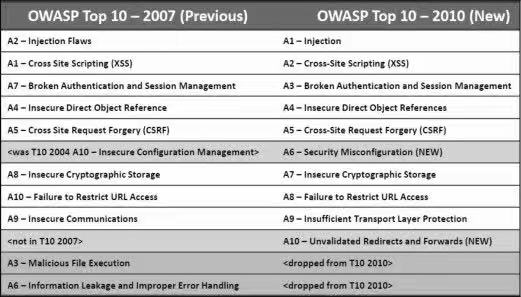 OWASP Top 10 – 2007 (Previous) OWASP Top 10 – 2010 (New)
A2 – Injection Flaws A1 – Injection
A1 – Cross Site Scripting (XSS) A2 – Cross-Site Scripting (XSS)
A7 – Broken Authentication and Session Management A3 – Broken Authentication and Session Management
A4 – Insecure Direct Object Reference A4 – Insecure Direct Object References
A5 – Cross Site Request Forgery (CSRF) A5 – Cross-Site Request Forgery (CSRF)
<was T10 2004 A10 – Insecure Configuration Management> A6 – Security Misconfiguration (NEW)
A8 – Insecure Cryptographic Storage A7 – Insecure Cryptographic Storage
A10 – Failure to Restrict URL Access A8 – Failure to Restrict URL Access
A9 – Insecure Communications A9 – Insufficient Transport Layer Protection
<not in T10 2007> A10 – Unvalidated Redirects and Forwards (NEW)
A3 – Malicious File Execution <dropped from T10 2010>
A6 – Information Leakage and Improper Error Handling <dropped from T10 2010>